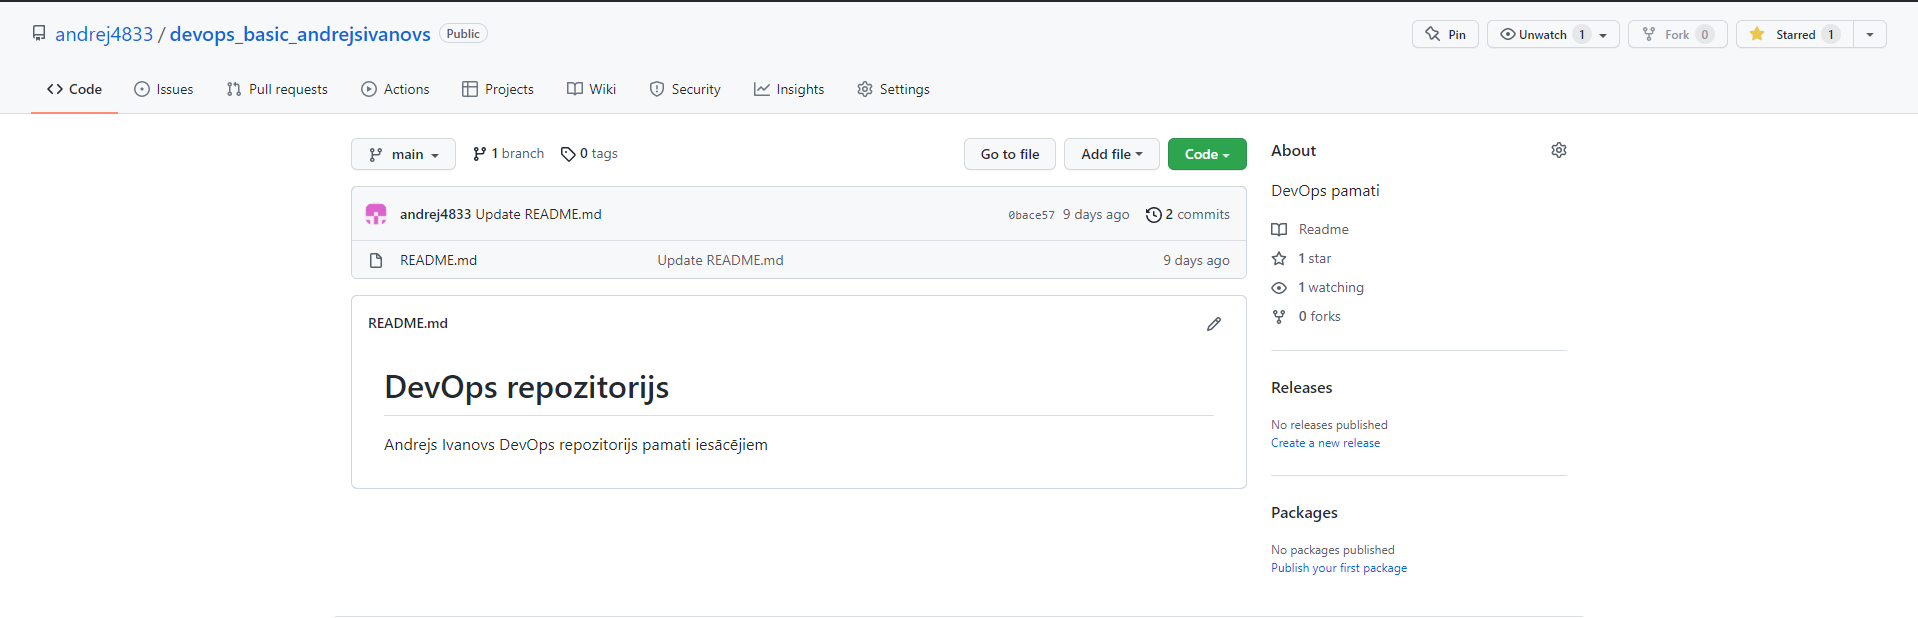 andrej4833 / devops_basic_andrejsivanovs Public
Pin Unwatch 1 Fork 0 Starred 1
Code Issues Pull requests Actions Projects Wiki Security Insights Settings
main 1 branch 0 tags Go to file Add file Code
andrej4833 Update README.md 0bace57 9 days ago 2 commits
README.md Update README.md 9 days ago
README.md
DevOps repozitorijs
Andrejs Ivanovs DevOps repozitorijs pamati iesācējiem
About
DevOps pamati
Readme
1 star
1 watching
0 forks
Releases
No releases published
Create a new release
Packages
No packages published
Publish your first package